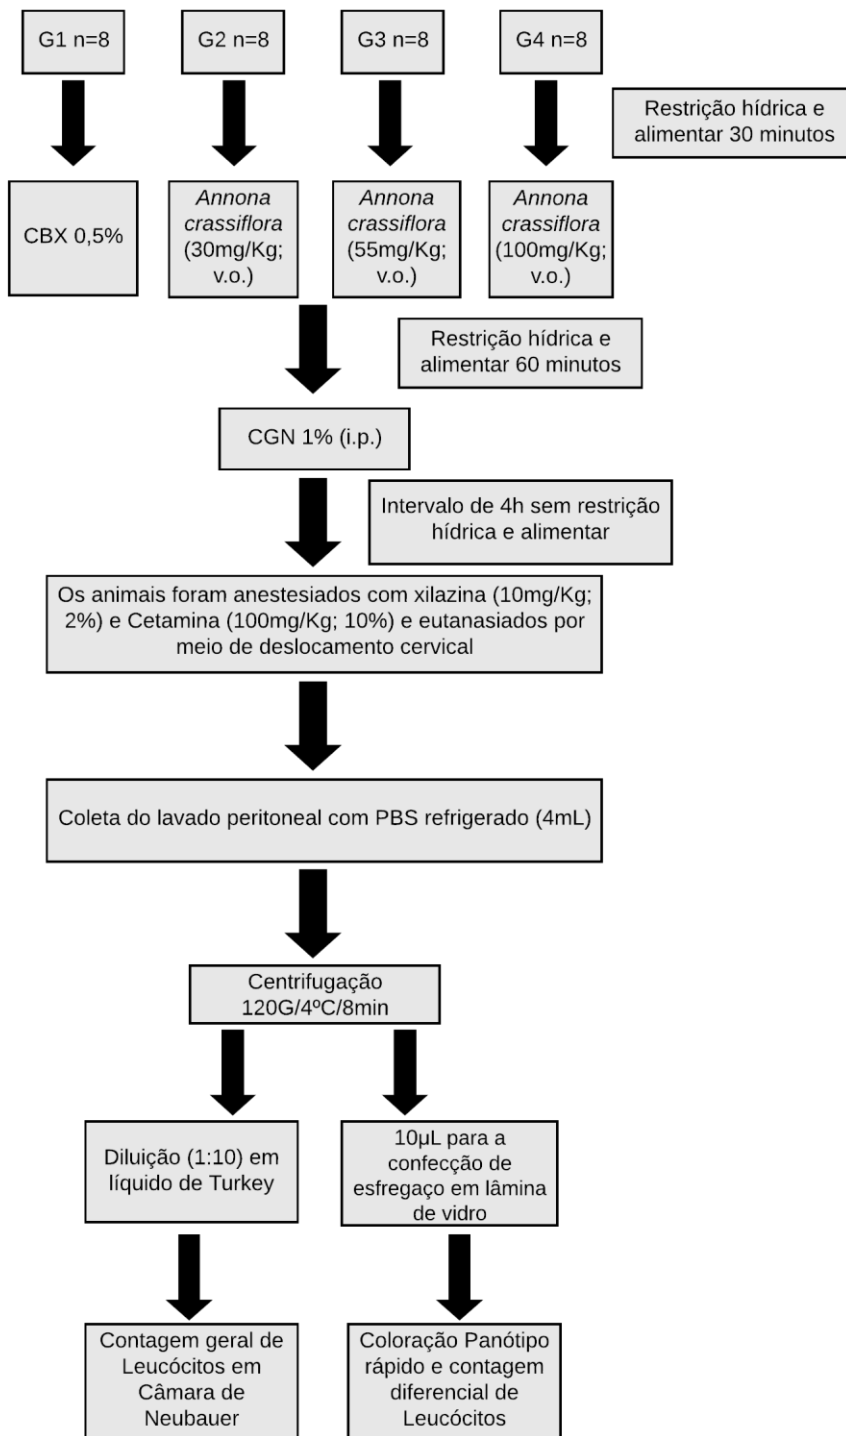 G1 n=8
G2 n=8
G3 n=8
G4 n=8
Restrição hídrica e
alimentar 30 minutos
CBX 0,5%
Annona
crassiflora
(30mg/Kg;
v.o.)
Annona
crassiflora
(55mg/Kg;
v.o.)
Annona
crassiflora
(100mg/Kg;
v.o.)
Restrição hídrica e
alimentar 60 minutos
CGN 1% (i.p.)
Intervalo de 4h sem restrição
hídrica e alimentar
Os animais foram anestesiados com xilazina (10mg/Kg;
2%) e Cetamina (100mg/Kg; 10%) e eutanasiados por
meio de deslocamento cervical
Coleta do lavado peritoneal com PBS refrigerado (4mL)
Centrifugação
120G/4ºC/8min
Diluição (1:10) em
líquido de Turkey
10µL para a
confecção de
esfregaço em lâmina
de vidro
Contagem geral de
Leucócitos em
Câmara de
Neubauer
Coloração Panótipo
rápido e contagem
diferencial de
Leucócitos